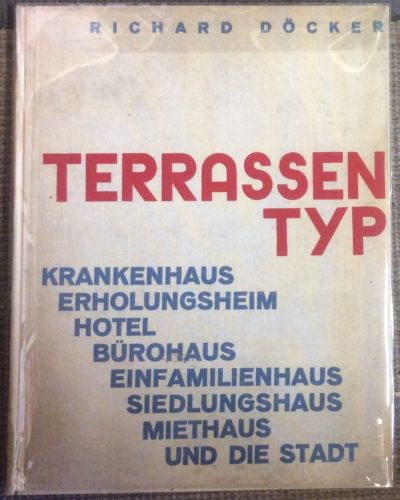 RICHARD DÖCKER
TERRASSEN
TYP
KRANKENHAUS
ERHOLUNGSHEIM
HOTEL
BÜROHAUS
EINFAMILIENHAUS
SIEDLUNGSHAUS
MIETHAUS
UND DIE STADT